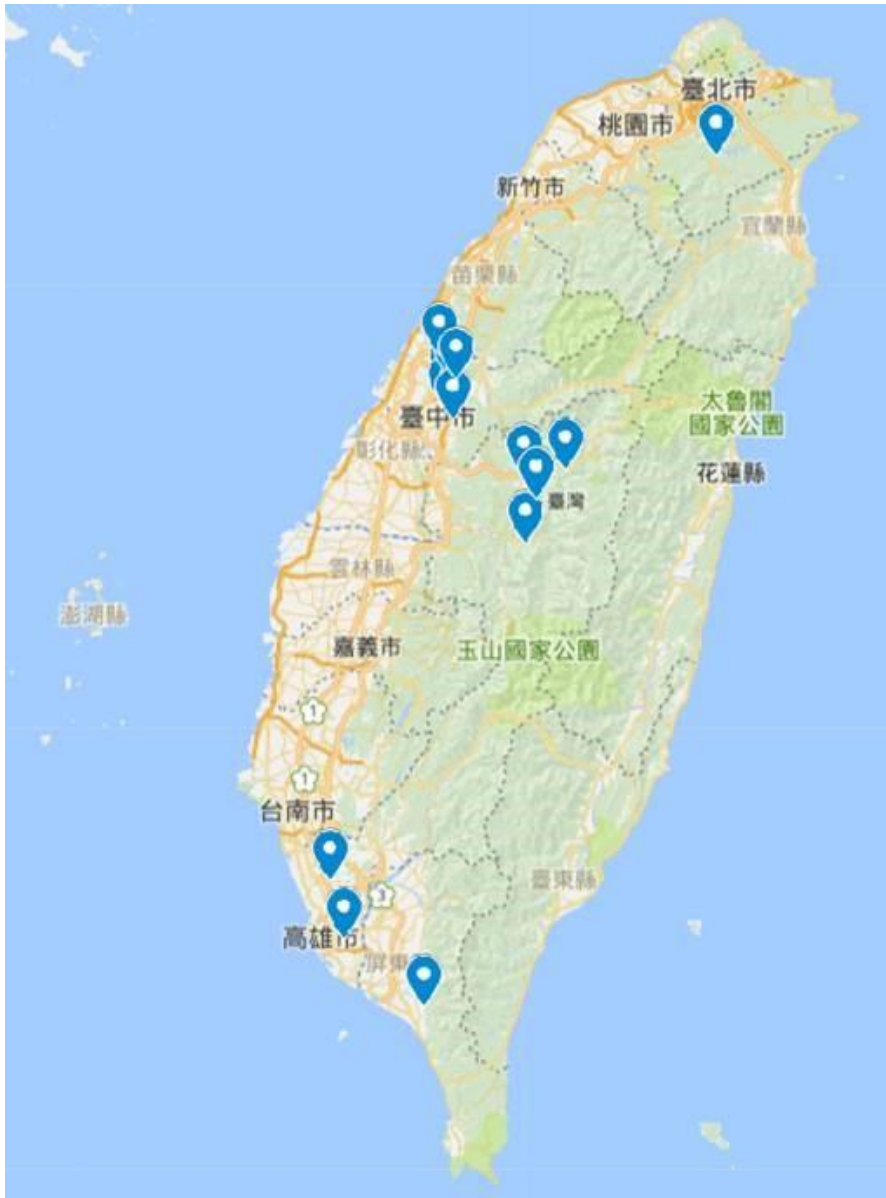 臺北市
桃園市
新竹市
宜蘭縣
苗栗縣
太魯閣
國家公園
臺中市
彰化縣
花蓮縣
臺灣
雲林縣
澎湖縣
嘉義市
玉山國家公園
1
1
台南市
臺東縣
3
高雄市
屏東